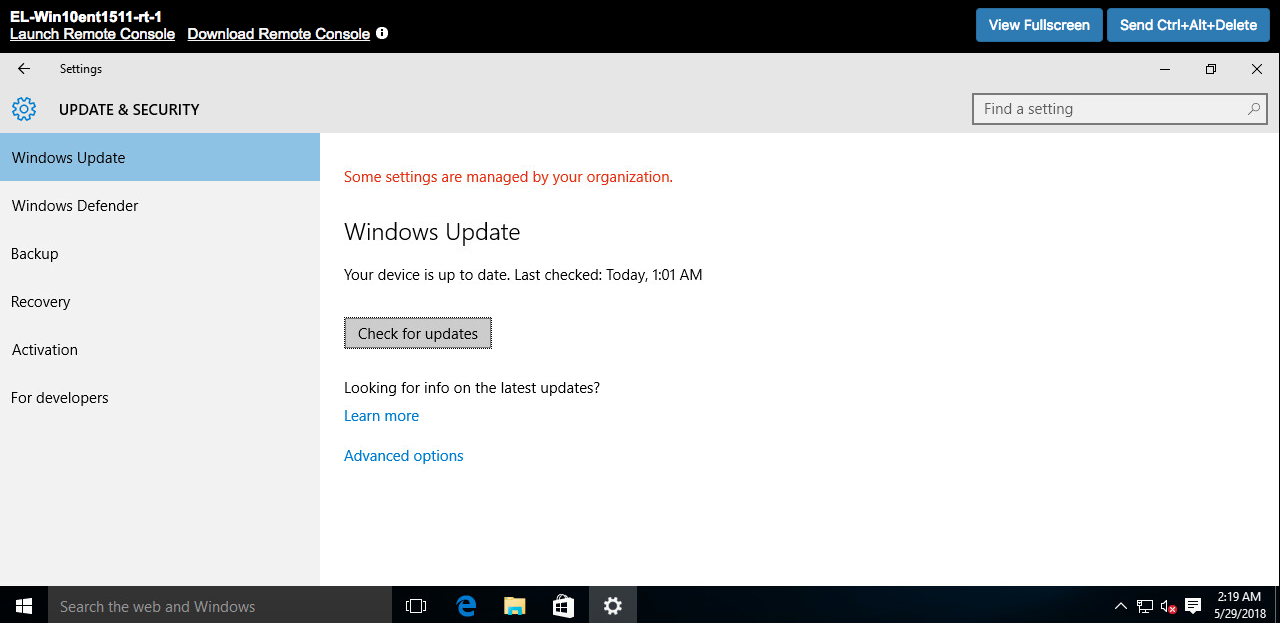 EL-Win10ent1511-rt-1
Launch Remote Console Download Remote Console
View Fullscreen
Send Ctrl+Alt+Delete
Settings
UPDATE & SECURITY
Find a setting
Windows Update
Windows Defender
Backup
Recovery
Activation
For developers
Some settings are managed by your organization.
Windows Update
Your device is up to date. Last checked: Today, 1:01 AM
Check for updates
Looking for info on the latest updates?
Learn more
Advanced options
Search the web and Windows
2:19 AM
5/29/2018